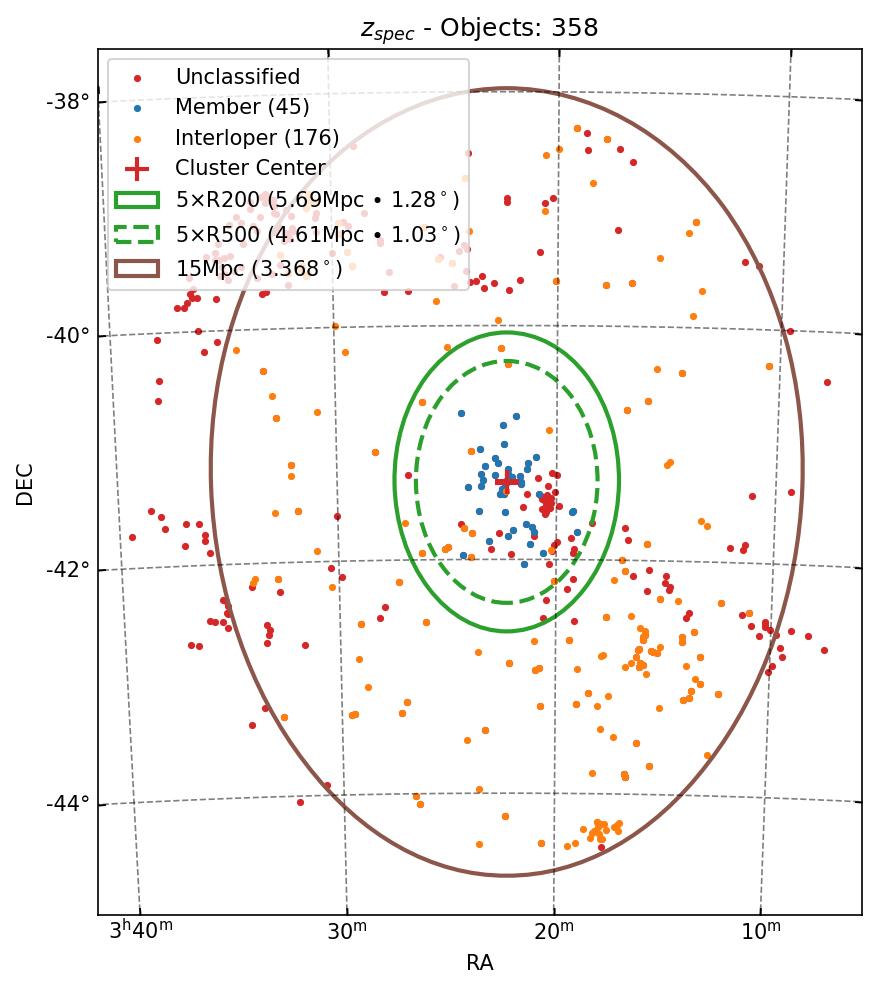 z_spec - Objects: 358
Unclassified
Member (45)
Interloper (176)
Cluster Center
5×R200 (5.69Mpc • 1.28°)
5×R500 (4.61Mpc • 1.03°)
15Mpc (3.368°)
-38°
-40°
-42°
-44°
DEC
3ʰ40ᵐ
30ᵐ
20ᵐ
10ᵐ
RA